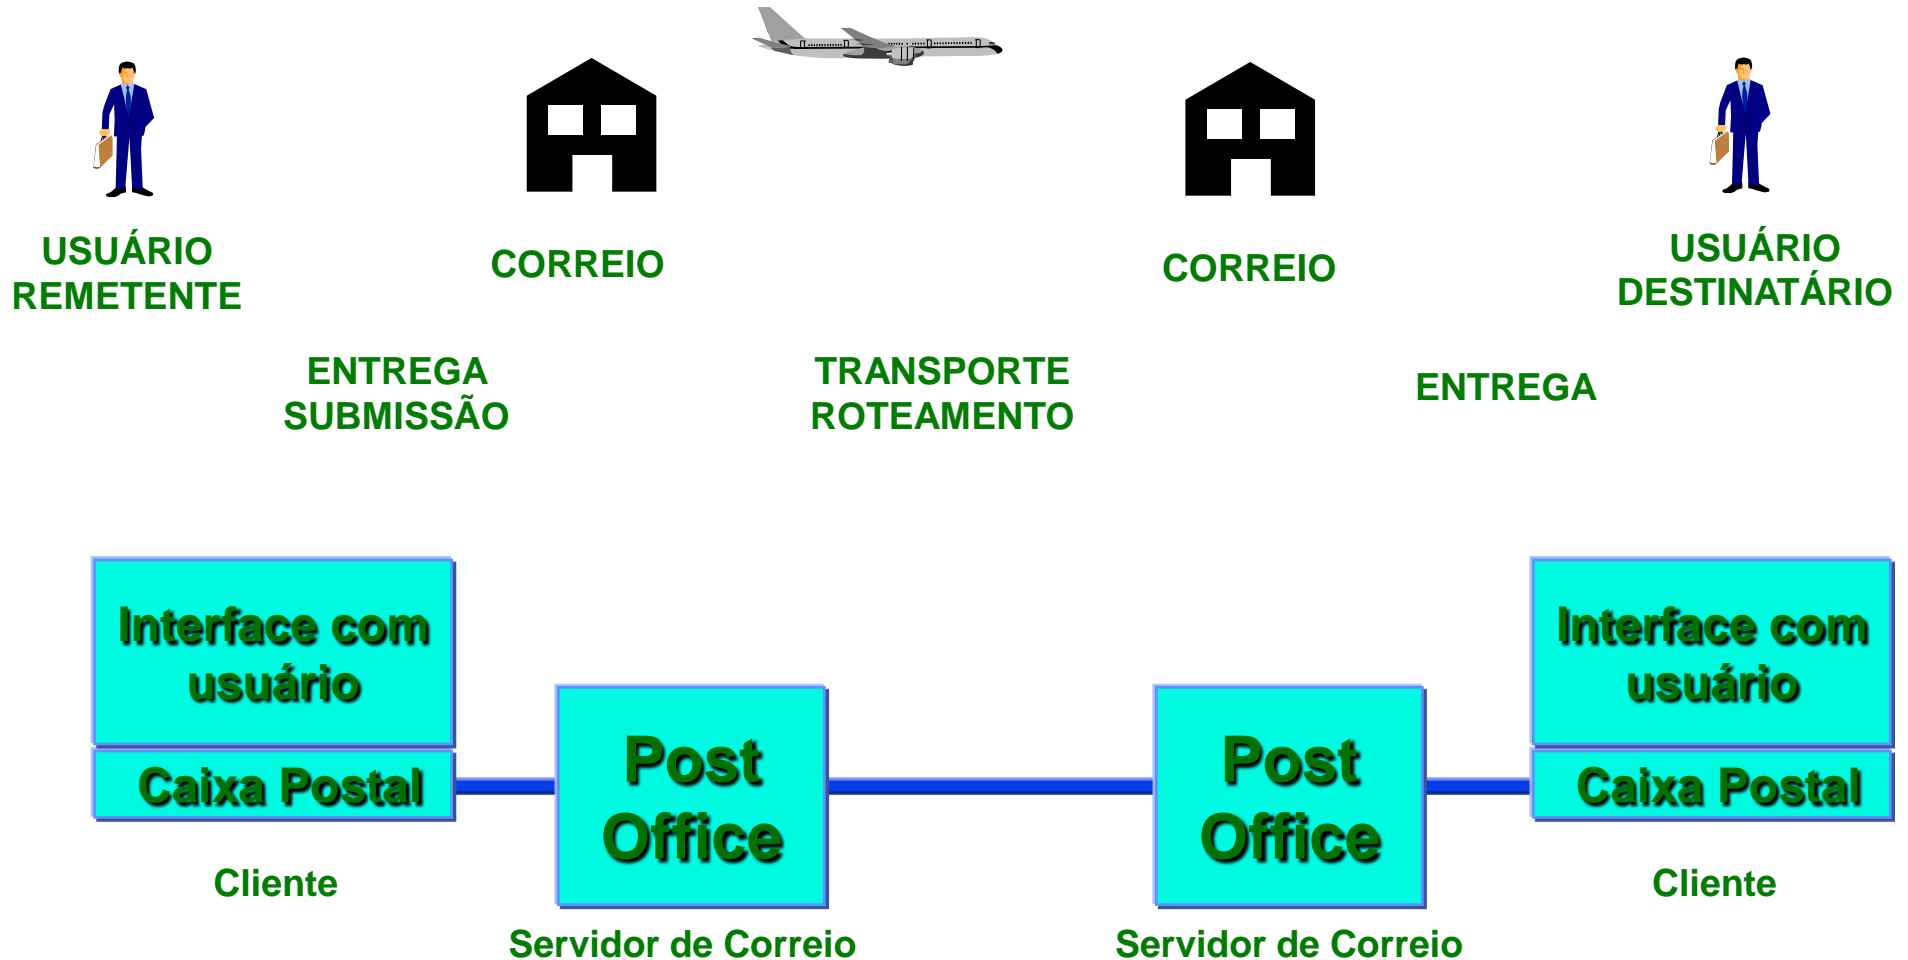 USUÁRIO
REMETENTE
CORREIO
CORREIO
USUÁRIO
DESTINATÁRIO
ENTREGA
SUBMISSÃO
TRANSPORTE
ROTEAMENTO
ENTREGA
Interface com
usuário
Caixa Postal
Cliente
Post
Office
Servidor de Correio
Post
Office
Servidor de Correio
Interface com
usuário
Caixa Postal
Cliente